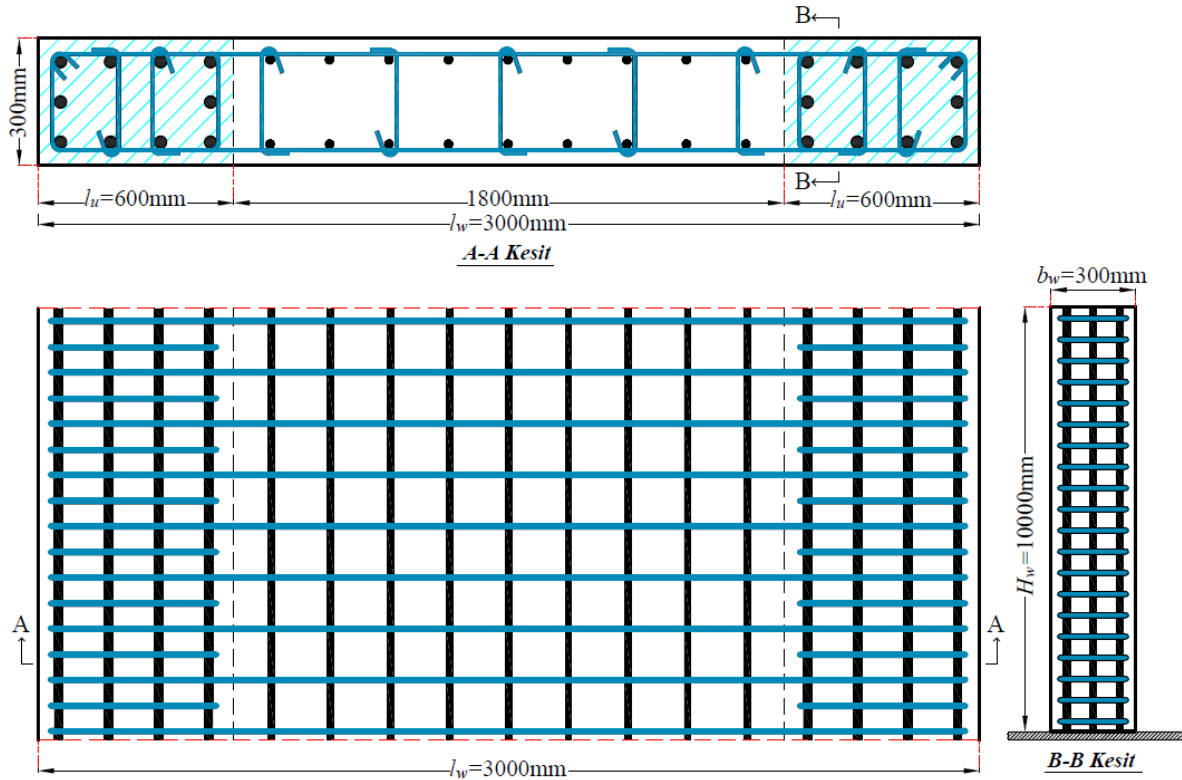 B
300mm
B
lu=600mm
1800mm
lu=600mm
lw=3000mm
A-A Kesit
bw=300mm
Hw=10000mm
A
A
lw=3000mm
B-B Kesit